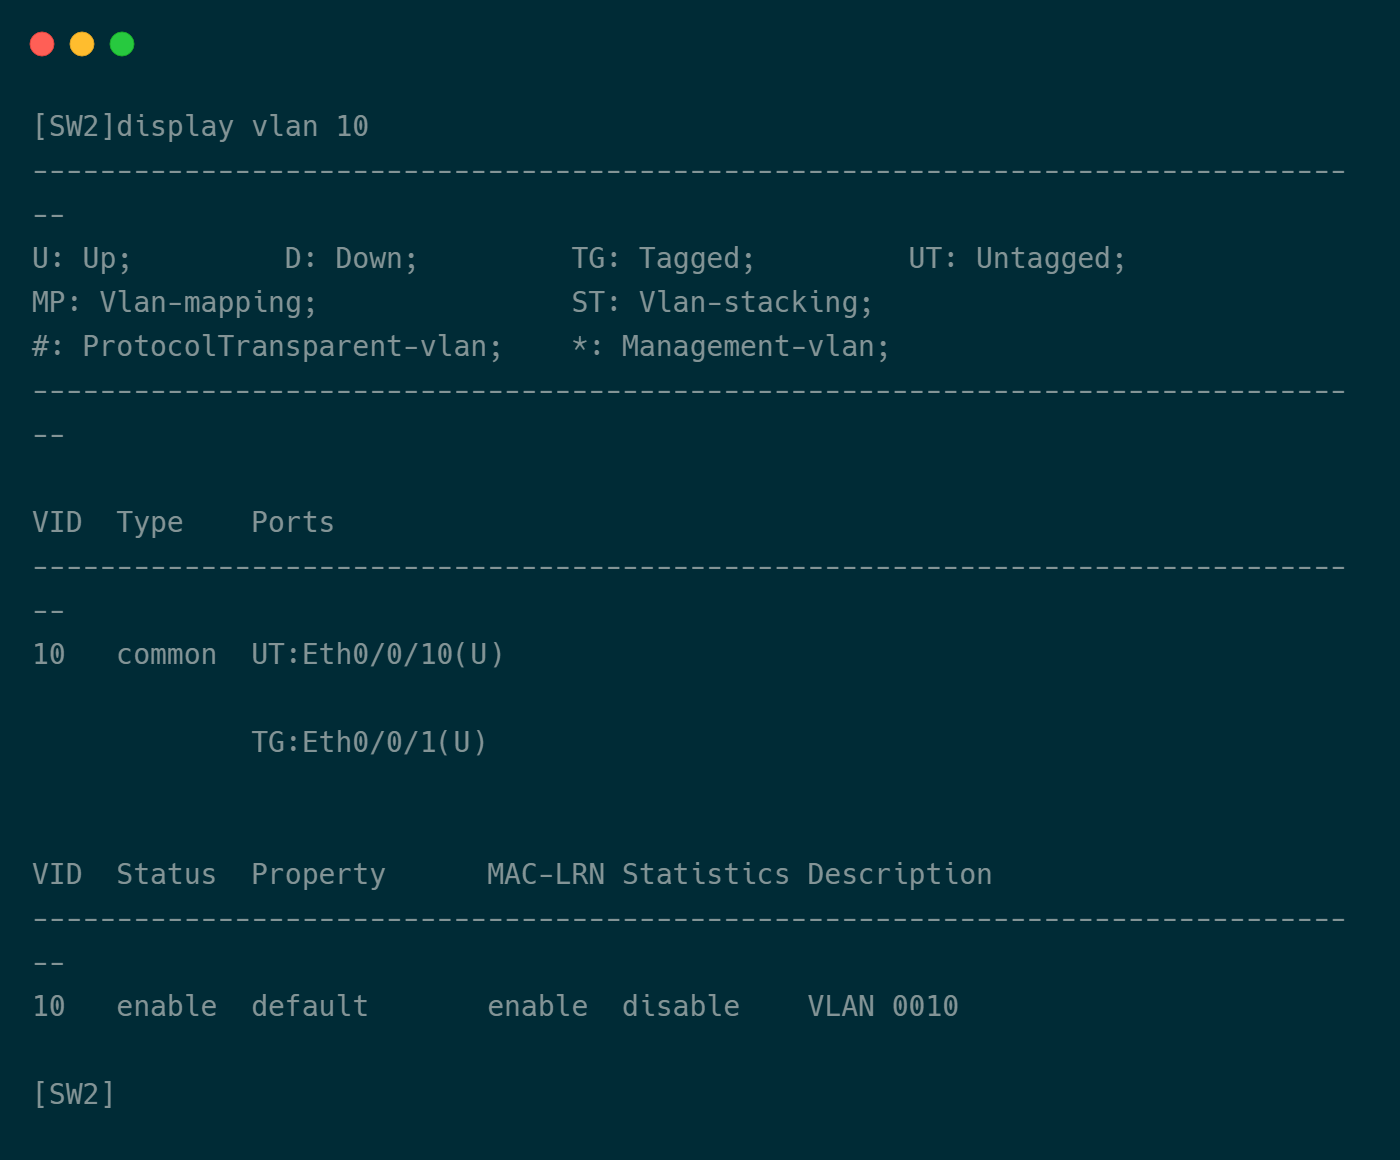 [SW2]display vlan 10
------------------------------------------------------------------------------
--
U: Up;         D: Down;         TG: Tagged;         UT: Untagged;
MP: Vlan-mapping;               ST: Vlan-stacking;
#: ProtocolTransparent-vlan;    *: Management-vlan;
------------------------------------------------------------------------------
--
VID  Type    Ports
------------------------------------------------------------------------------
--
10   common  UT:Eth0/0/10(U)
             TG:Eth0/0/1(U)
VID  Status  Property      MAC-LRN Statistics Description
------------------------------------------------------------------------------
--
10   enable  default       enable  disable    VLAN 0010
[SW2]